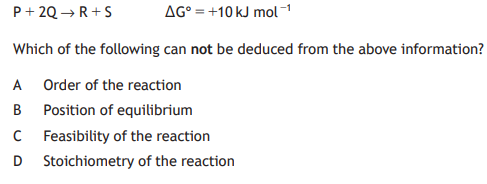 P + 2Q → R + S ΔG° = +10 kJ mol⁻¹
Which of the following can not be deduced from the above information?
A Order of the reaction
B Position of equilibrium
C Feasibility of the reaction
D Stoichiometry of the reaction